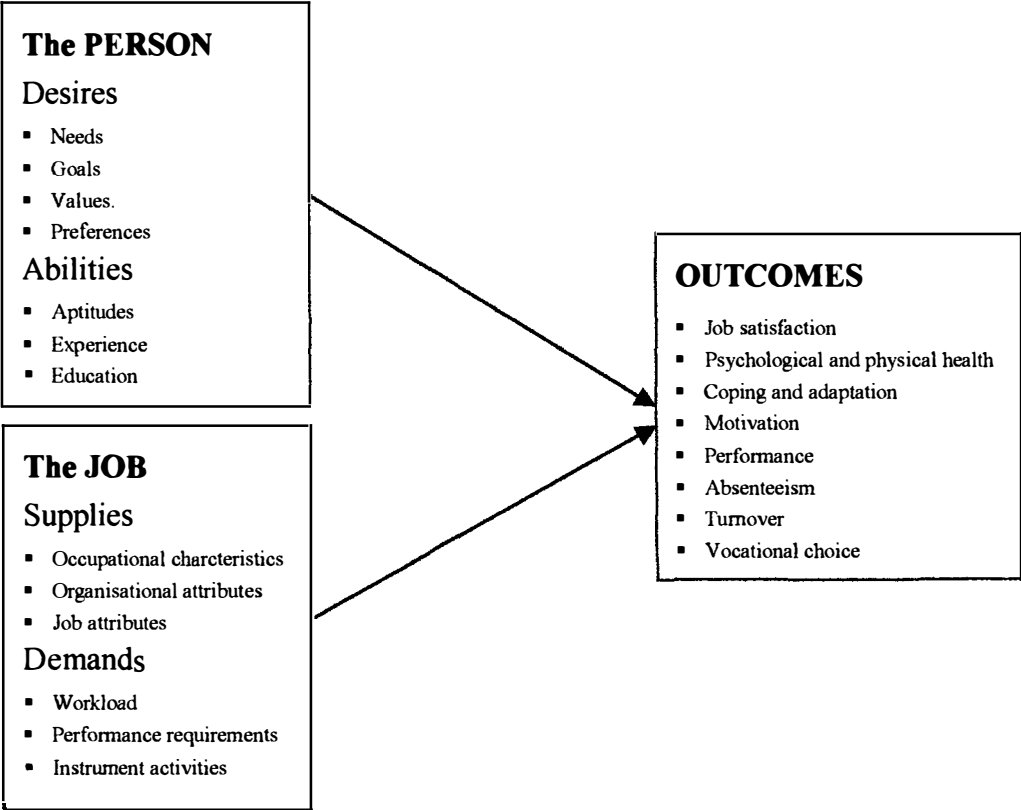 The PERSON
Desires
▪ Needs
▪ Goals
▪ Values.
▪ Preferences
Abilities
▪ Aptitudes
▪ Experience
▪ Education
The JOB
Supplies
▪ Occupational charcteristics
▪ Organisational attributes
▪ Job attributes
Demands
▪ Workload
▪ Performance requirements
▪ Instrument activities
OUTCOMES
▪ Job satisfaction
▪ Psychological and physical health
▪ Coping and adaptation
▪ Motivation
▪ Performance
▪ Absenteeism
▪ Turnover
▪ Vocational choice